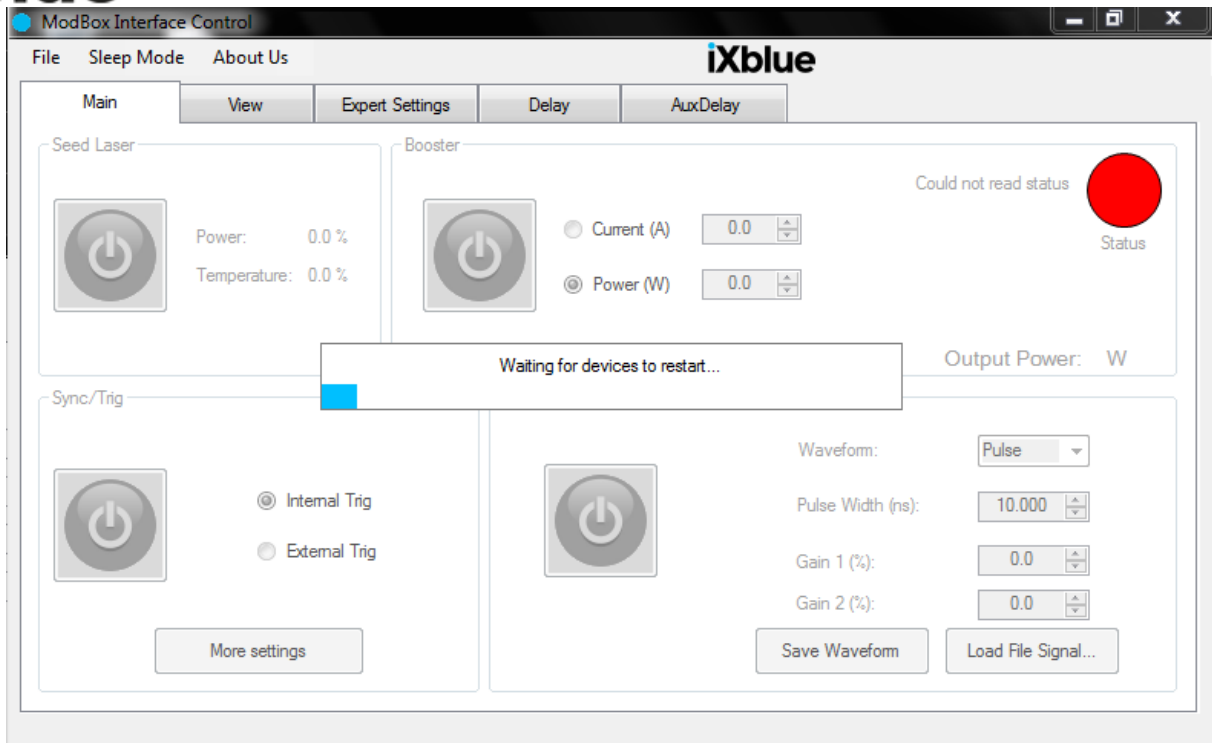 ModBox Interface Control
File Sleep Mode About Us
iXblue
Main View Expert Settings Delay AuxDelay
Seed Laser
Power: 0.0 %
Temperature: 0.0 %
Booster
Current (A) 0.0
Power (W) 0.0
Could not read status
Status
Output Power: W
Waiting for devices to restart...
Sync/Trig
Internal Trig
External Trig
More settings
Waveform: Pulse
Pulse Width (ns): 10.000
Gain 1 (%): 0.0
Gain 2 (%): 0.0
Save Waveform Load File Signal...